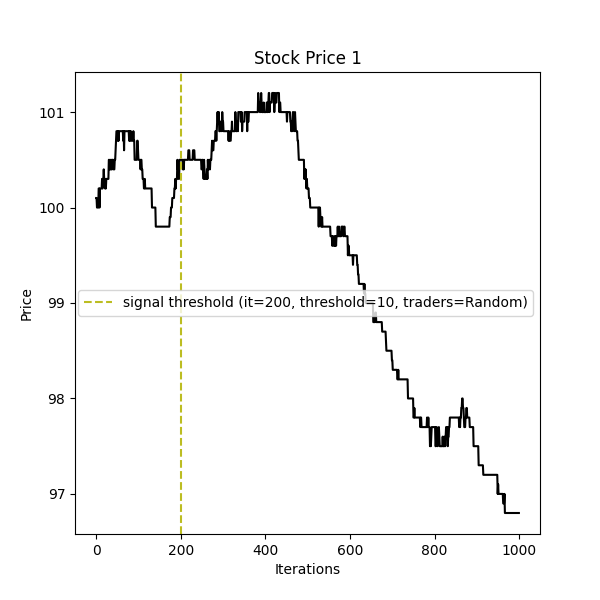 Stock Price 1
101
100
99
98
97
Price
signal threshold (it=200, threshold=10, traders=Random)
0 200 400 600 800 1000
Iterations